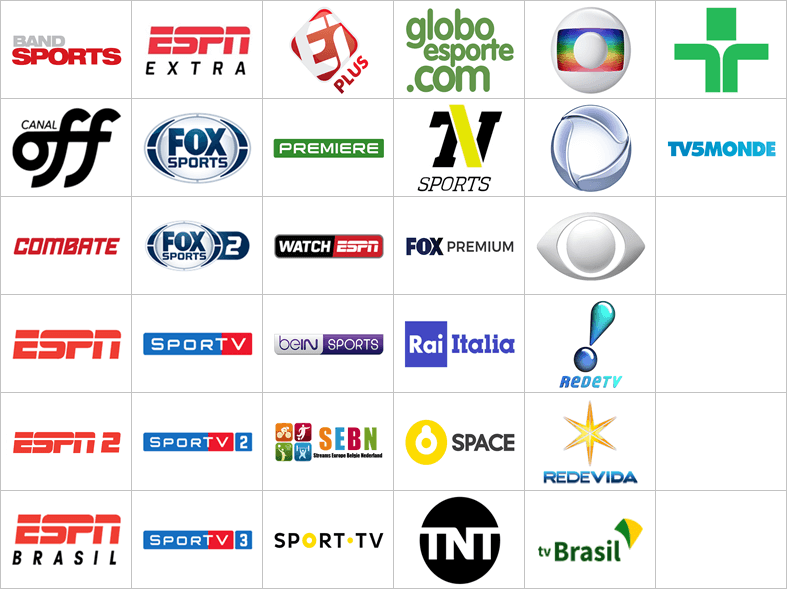 BAND
SPORTS
ESPN
EXTRA
EI
PLUS
globo
esporte
.com
CANAL
off
FOX
SPORTS
PREMIERE
N
SPORTS
TV5MONDE
COMBATE
FOX
SPORTS
2
WATCH ESPN
FOX PREMIUM
ESPN
SPORTV
beIN SPORTS
Rai Italia
REDETV
ESPN 2
SPORTV 2
SEBN
Streams Europe Belgie Nederland
SPACE
REDEVIDA
ESPN
BRASIL
SPORTV 3
SPORT·TV
TNT
tv Brasil